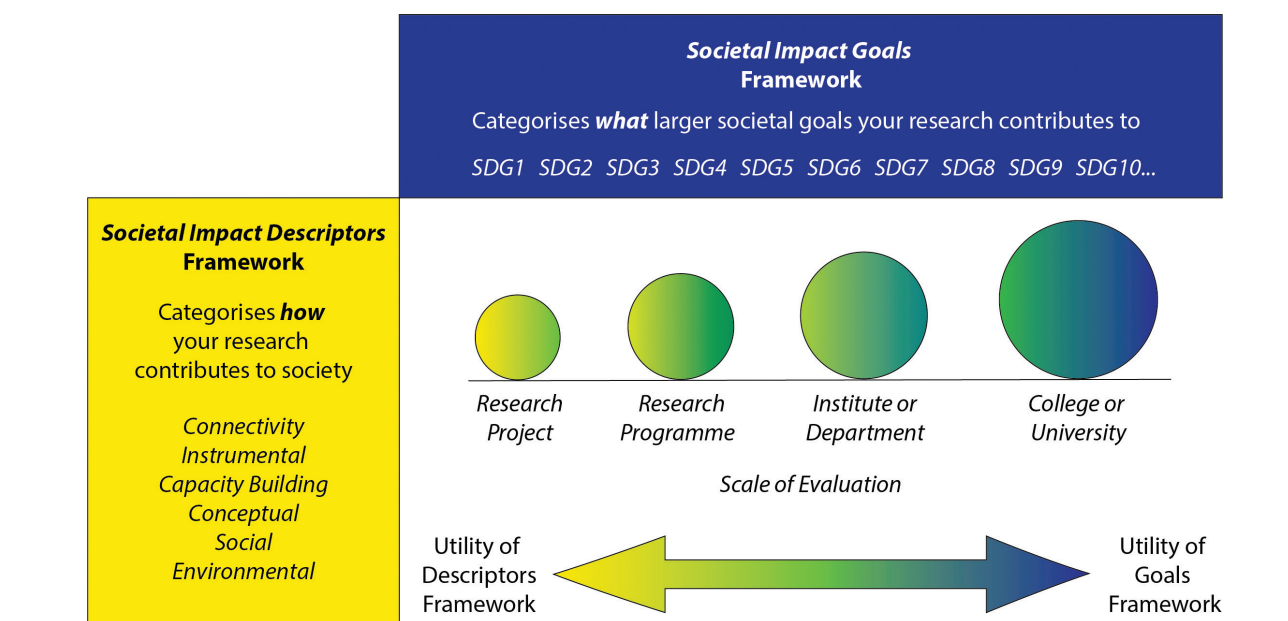 Societal Impact Goals
Framework
Categorises what larger societal goals your research contributes to
SDG1 SDG2 SDG3 SDG4 SDG5 SDG6 SDG7 SDG8 SDG9 SDG10...
Societal Impact Descriptors
Framework
Categorises how
your research
contributes to society
Connectivity
Instrumental
Capacity Building
Conceptual
Social
Environmental
Research
Project
Research
Programme
Institute or
Department
College or
University
Scale of Evaluation
Utility of
Descriptors
Framework
Utility of
Goals
Framework